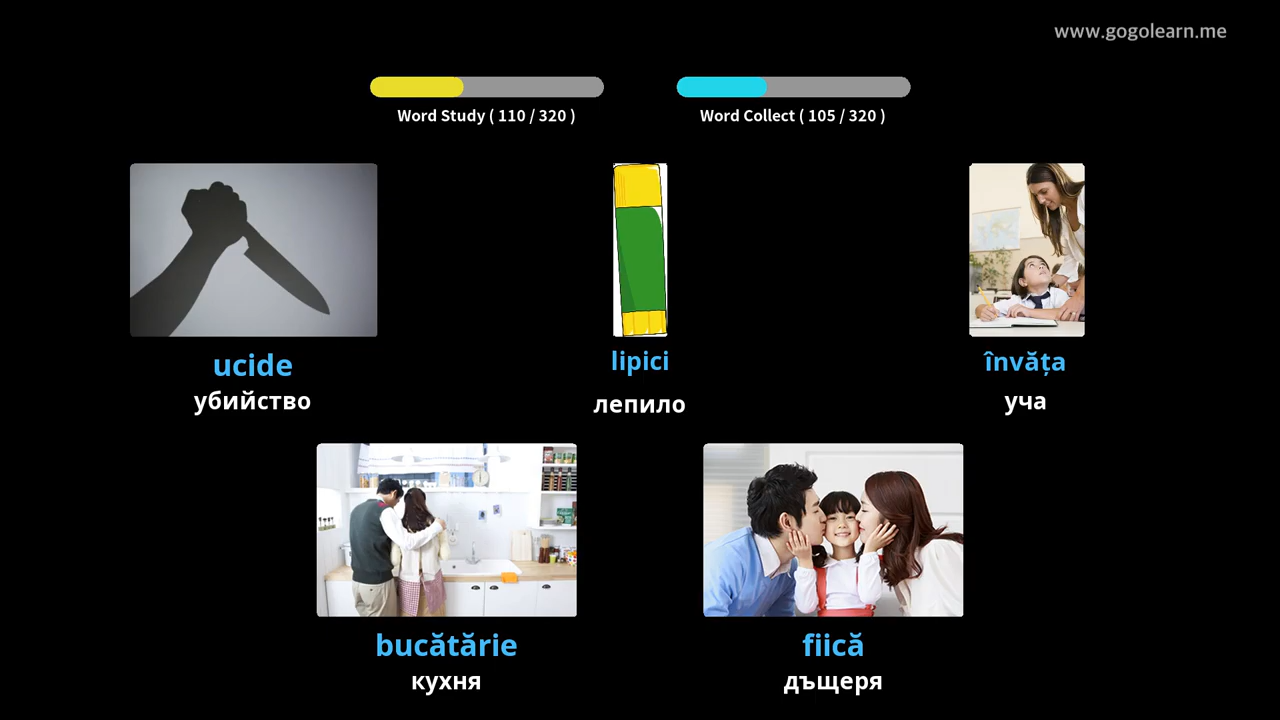 www.gogolearn.me
Word Study ( 110 / 320 )
Word Collect ( 105 / 320 )
ucide
убийство
lipici
лепило
învăța
уча
bucătărie
кухня
fiică
дъщеря